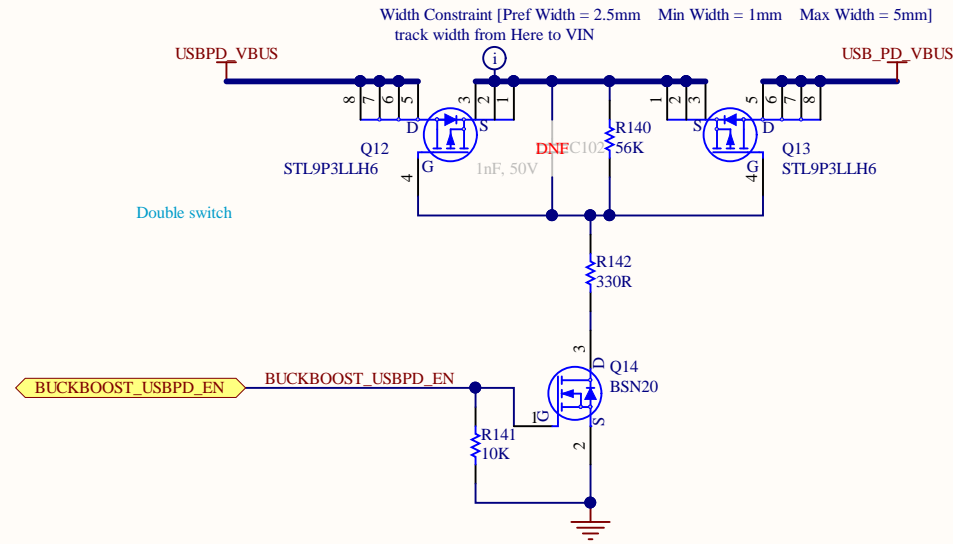 Width Constraint [Pref Width = 2.5mm    Min Width = 1mm    Max Width = 5mm]
track width from Here to VIN
USBPD_VBUS
i
USB_PD_VBUS
8
7
6
5
3
2
1
1
2
3
5
6
7
8
D
S
S
D
R140
56K
DNF
C102
1nF, 50V
Q12
STL9P3LLH6
G
4
Q13
STL9P3LLH6
G
4
Double switch
R142
330R
3
D
Q14
BSN20
BUCKBOOST_USBPD_EN
BUCKBOOST_USBPD_EN
1
G
S
2
R141
10K